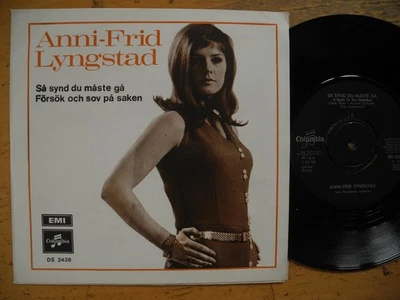 Anni-Frid
Lyngstad
Så synd du måste gå
Försök och sov på saken
EMI
Columbia
DS 2438
Columbia
SÅ SYND DU MÅSTE GÅ
ANNI-FRID LYNGSTAD